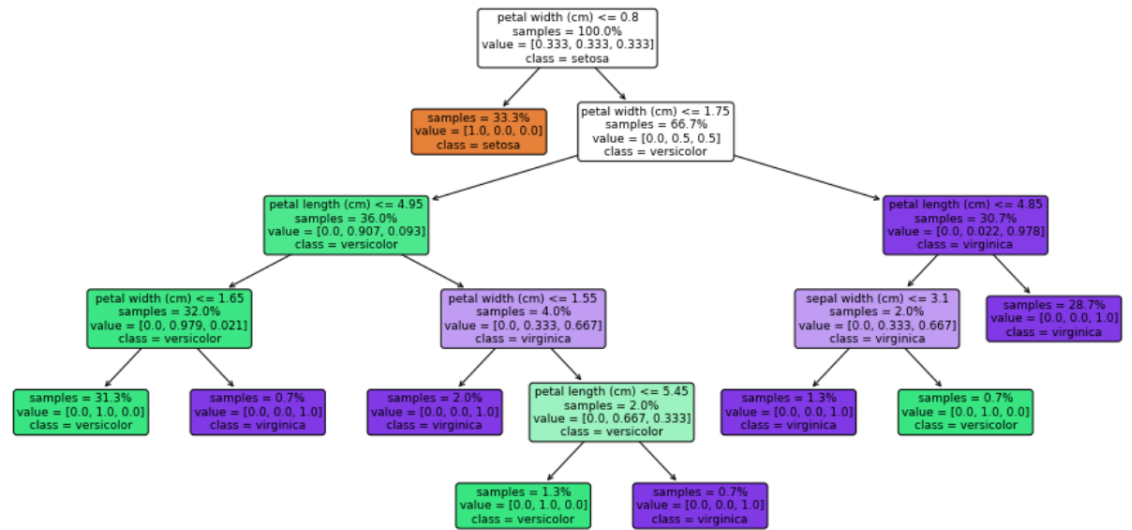 petal width (cm) <= 0.8
samples = 100.0%
value = [0.333, 0.333, 0.333]
class = setosa
samples = 33.3%
value = [1.0, 0.0, 0.0]
class = setosa
petal width (cm) <= 1.75
samples = 66.7%
value = [0.0, 0.5, 0.5]
class = versicolor
petal length (cm) <= 4.95
samples = 36.0%
value = [0.0, 0.907, 0.093]
class = versicolor
petal length (cm) <= 4.85
samples = 30.7%
value = [0.0, 0.022, 0.978]
class = virginica
petal width (cm) <= 1.65
samples = 32.0%
value = [0.0, 0.979, 0.021]
class = versicolor
petal width (cm) <= 1.55
samples = 4.0%
value = [0.0, 0.333, 0.667]
class = virginica
sepal width (cm) <= 3.1
samples = 2.0%
value = [0.0, 0.333, 0.667]
class = virginica
samples = 28.7%
value = [0.0, 0.0, 1.0]
class = virginica
samples = 31.3%
value = [0.0, 1.0, 0.0]
class = versicolor
samples = 0.7%
value = [0.0, 0.0, 1.0]
class = virginica
samples = 2.0%
value = [0.0, 0.0, 1.0]
class = virginica
petal length (cm) <= 5.45
samples = 2.0%
value = [0.0, 0.667, 0.333]
class = versicolor
samples = 1.3%
value = [0.0, 0.0, 1.0]
class = virginica
samples = 0.7%
value = [0.0, 1.0, 0.0]
class = versicolor
samples = 1.3%
value = [0.0, 1.0, 0.0]
class = versicolor
samples = 0.7%
value = [0.0, 0.0, 1.0]
class = virginica